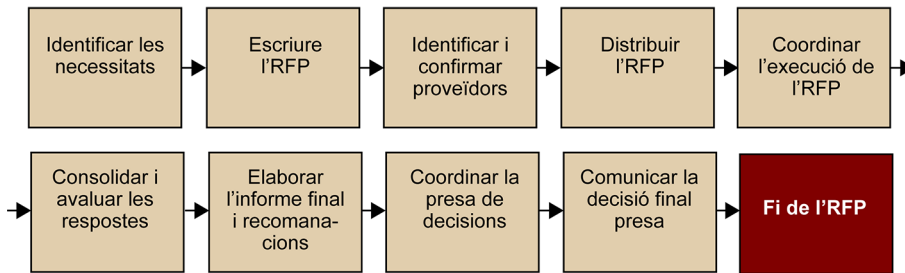 Identificar les
necessitats
Escriure
l'RFP
Identificar i
confirmar
proveïdors
Distribuir
l'RFP
Coordinar
l'execució de
l'RFP
Consolidar i
avaluar les
respostes
Elaborar
l'informe final
i recomana-
cions
Coordinar la
presa de
decisions
Comunicar la
decisió final
presa
Fi de l'RFP